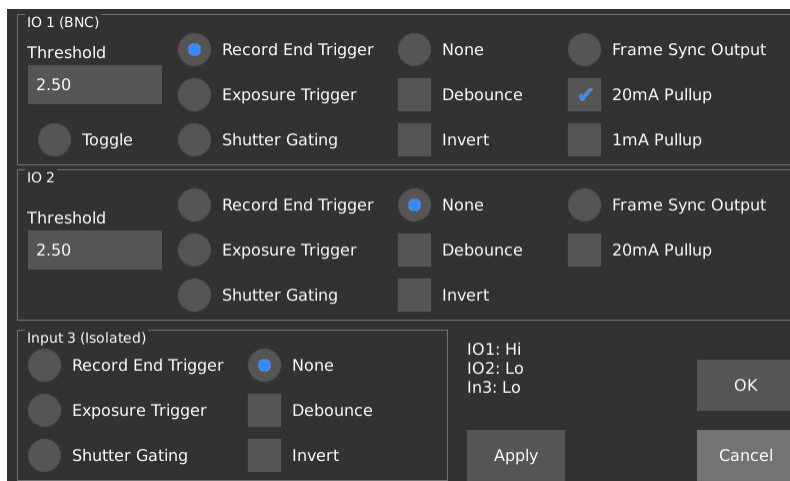 IO 1 (BNC)
Threshold
Record End Trigger None Frame Sync Output
2.50
Exposure Trigger Debounce 20mA Pullup
Toggle Shutter Gating Invert 1mA Pullup
IO 2
Threshold
Record End Trigger None Frame Sync Output
2.50
Exposure Trigger Debounce 20mA Pullup
Shutter Gating Invert
Input 3 (Isolated)
Record End Trigger None
Exposure Trigger Debounce
Shutter Gating Invert
IO1: Hi
IO2: Lo
In3: Lo
OK
Apply Cancel